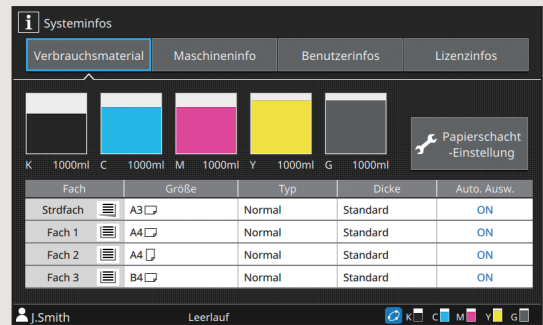 i Systeminfos
Verbrauchsmaterial Maschineninfo Benutzerinfos Lizenzinfos
Papierschacht
-Einstellung
K 1000ml C 1000ml M 1000ml Y 1000ml G 1000ml
Fach Größe Typ Dicke Auto. Ausw.
Strdfach A3 Normal Standard ON
Fach 1 A4 Normal Standard ON
Fach 2 A4 Normal Standard ON
Fach 3 B4 Normal Standard ON
J.Smith Leerlauf K C M Y G